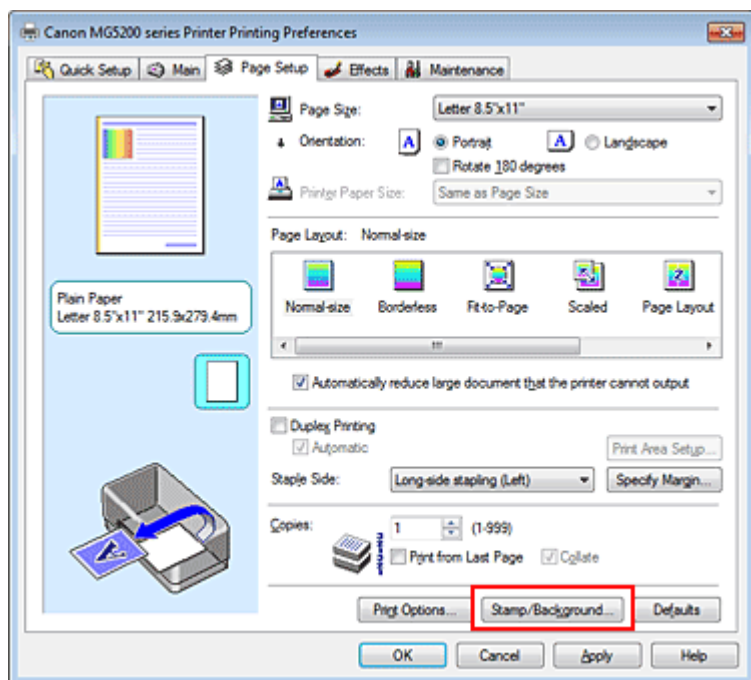 Canon MG5200 series Printer Printing Preferences
Quick Setup Main Page Setup Effects Maintenance
Page Size: Letter 8.5"x11"
Orientation: A Portrait A Landscape
Rotate 180 degrees
Printer Paper Size: Same as Page Size
Page Layout: Normal-size
Normal-size Borderless Fit-to-Page Scaled Page Layout
Plain Paper
Letter 8.5"x11" 215.9x279.4mm
Automatically reduce large document that the printer cannot output
Duplex Printing
Automatic Print Area Setup...
Staple Side: Long-side stapling (Left) Specify Margin...
Copies: 1 (1-999)
Print from Last Page Collate
Print Options... Stamp/Background... Defaults
OK Cancel Apply Help